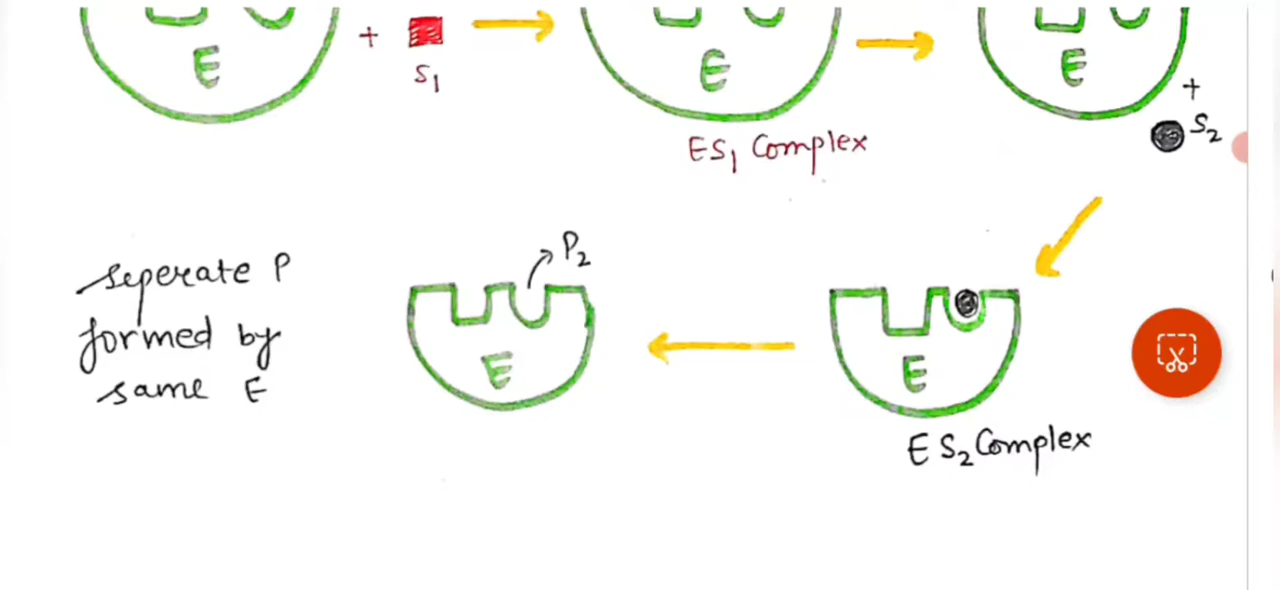 E + S1 E E
+
S2
ES1 Complex
P2
seperate P
formed by
same E
E
E
ES2 Complex